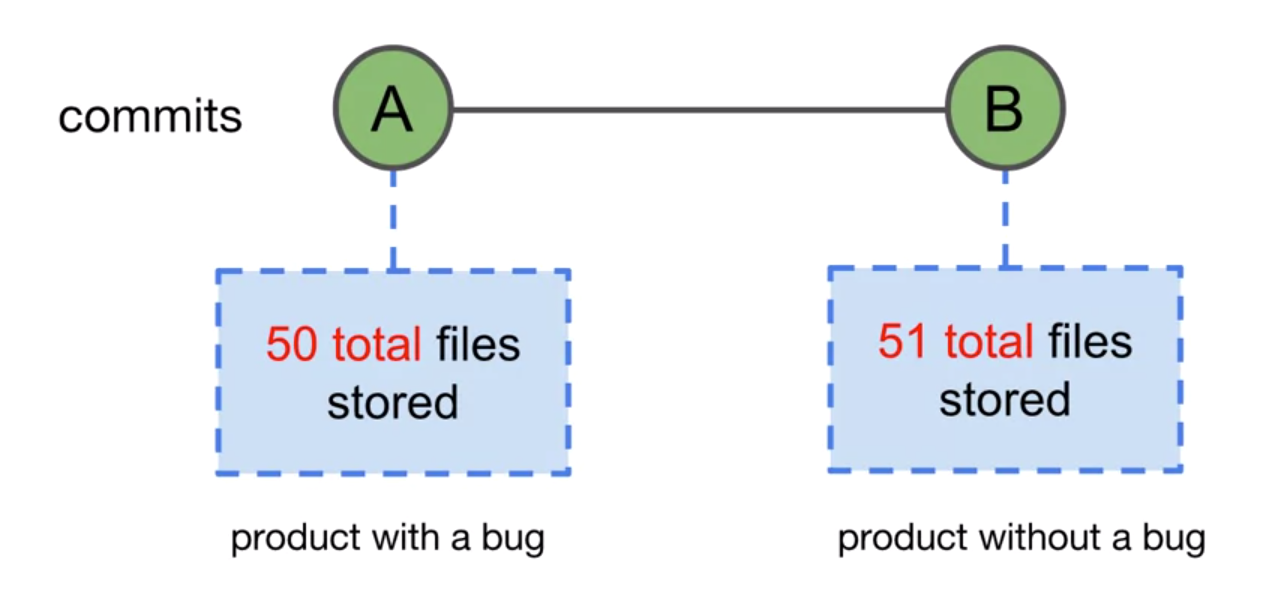 commits
A
B
50 total files
stored
51 total files
stored
product with a bug
product without a bug